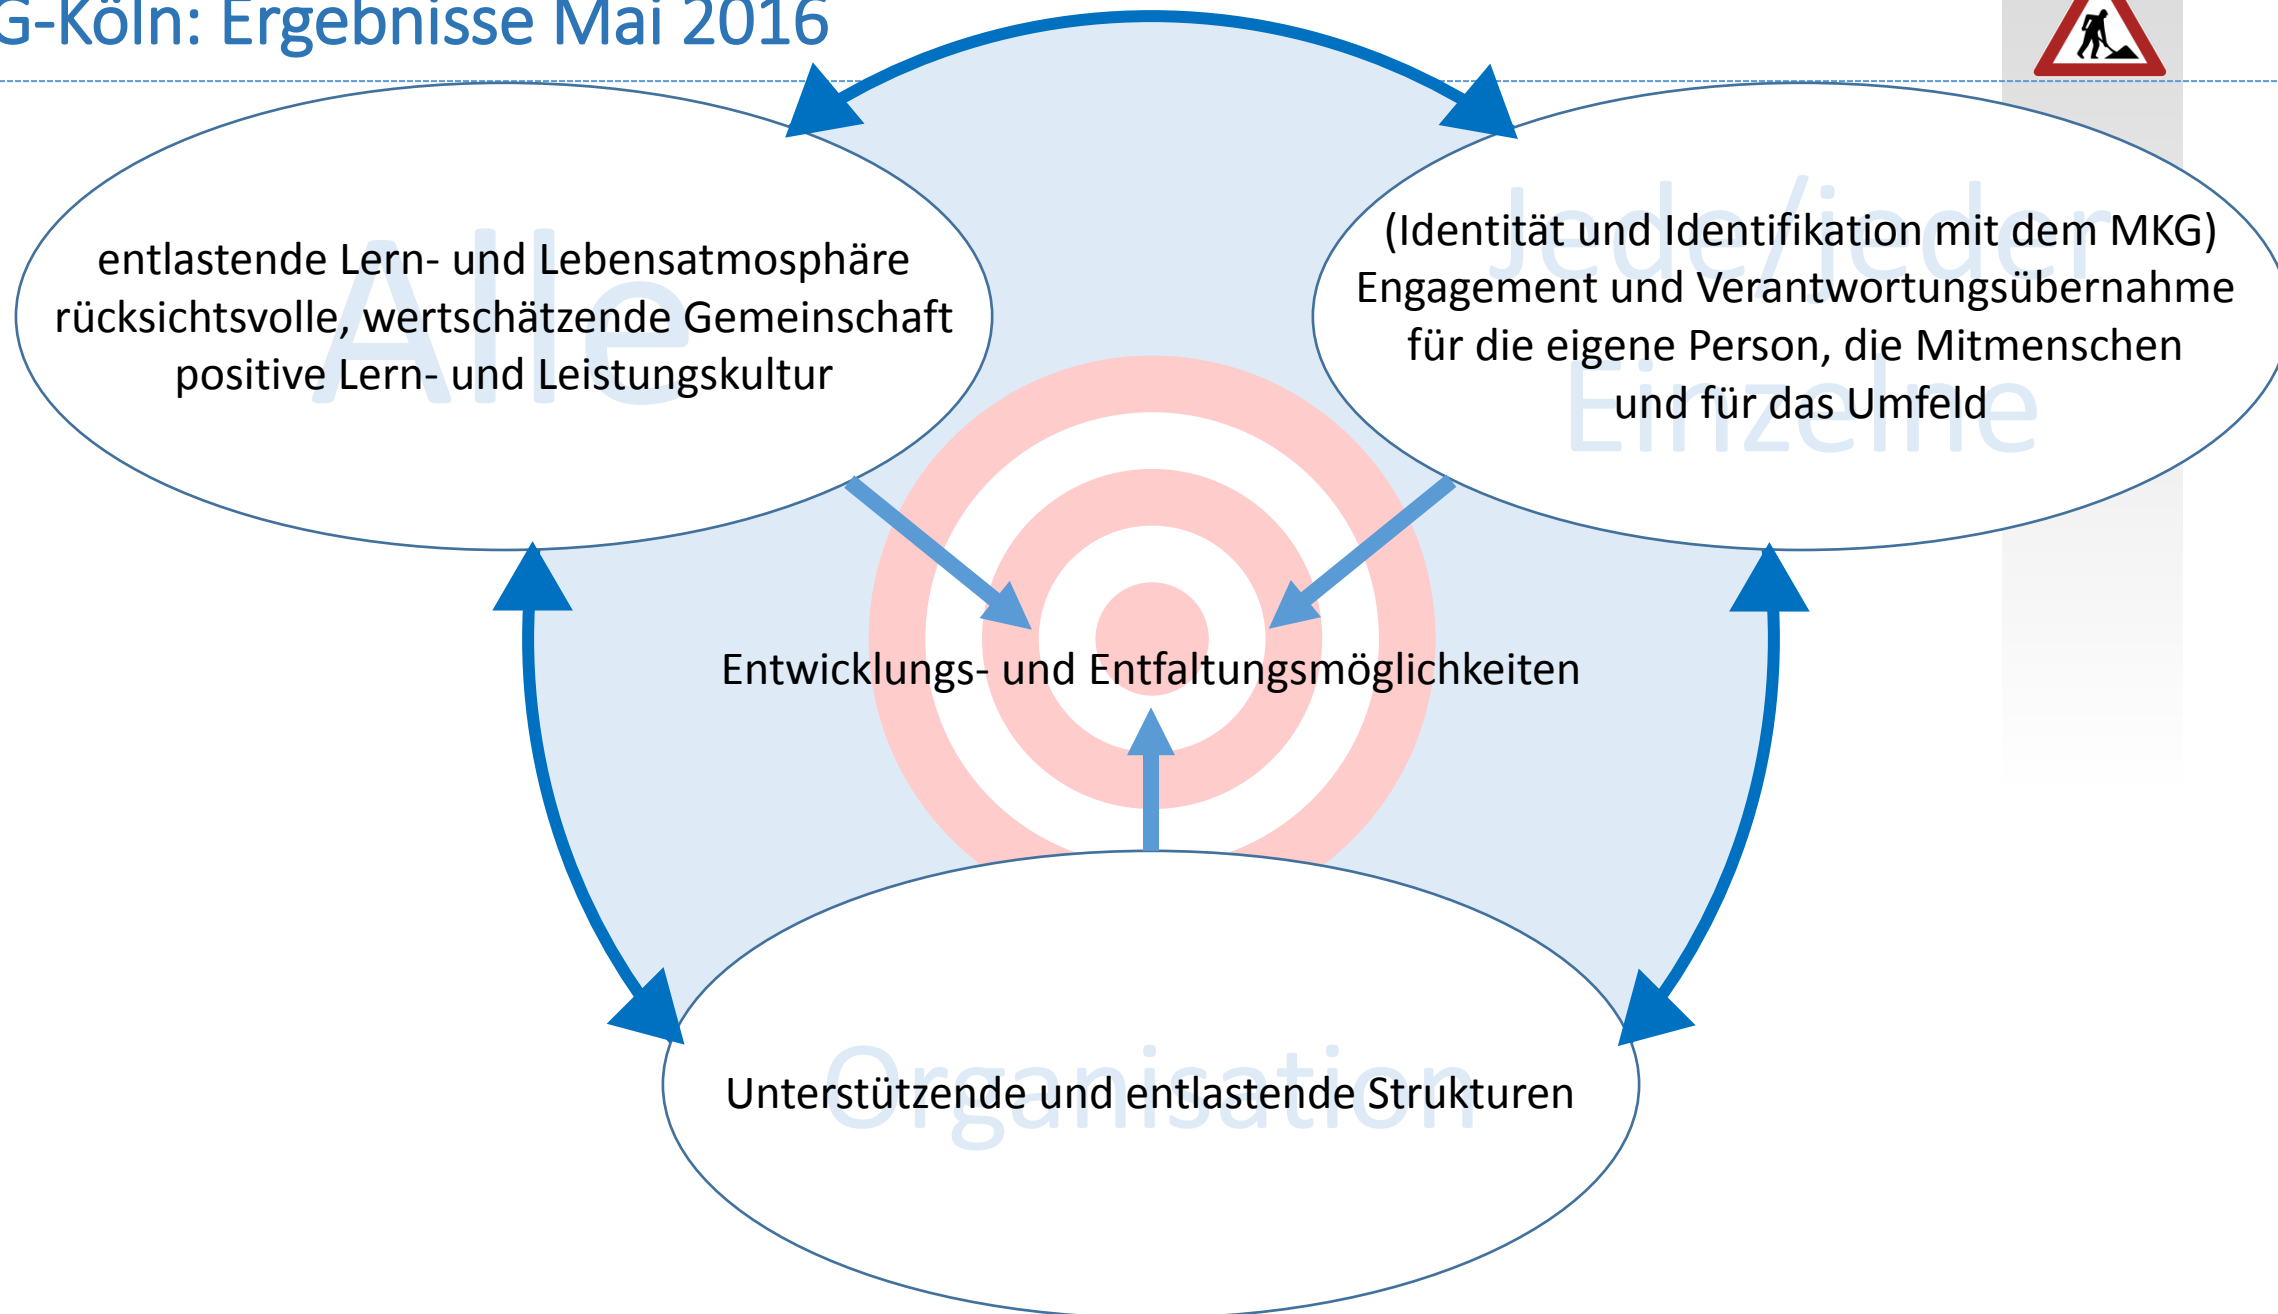 G-Köln: Ergebnisse Mai 2016
Alle
entlastende Lern- und Lebensatmosphäre
rücksichtsvolle, wertschätzende Gemeinschaft
positive Lern- und Leistungskultur
Jede/jeder
Einzelne
(Identität und Identifikation mit dem MKG)
Engagement und Verantwortungsübernahme
für die eigene Person, die Mitmenschen
und für das Umfeld
Entwicklungs- und Entfaltungsmöglichkeiten
Organisation
Unterstützende und entlastende Strukturen